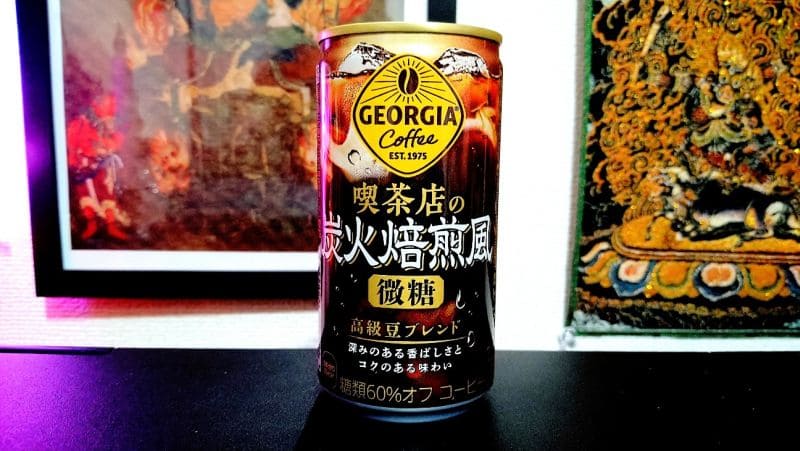 GEORGIA
Coffee
EST. 1975
喫茶店の
炭火焙煎風
微糖
高級豆ブレンド
深みのある香ばしさと
コクのある味わい
糖類60%オフ コーヒー